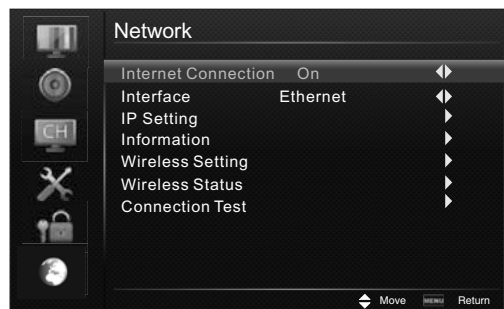 Network
Internet Connection On
Interface Ethernet
IP Setting
Information
Wireless Setting
Wireless Status
Connection Test
CH
Move MENU Return